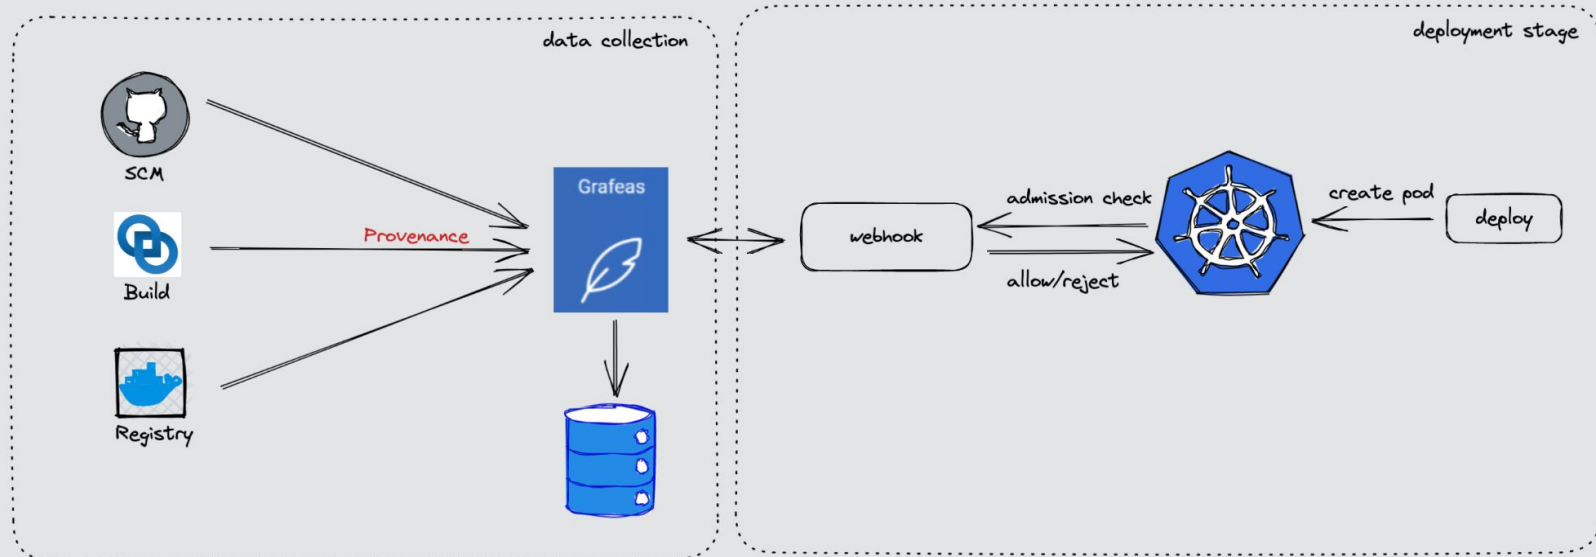 data collection
deployment stage
SCM
Grafeas
Provenance
Build
Registry
webhook
admission check
allow/reject
create pod
deploy